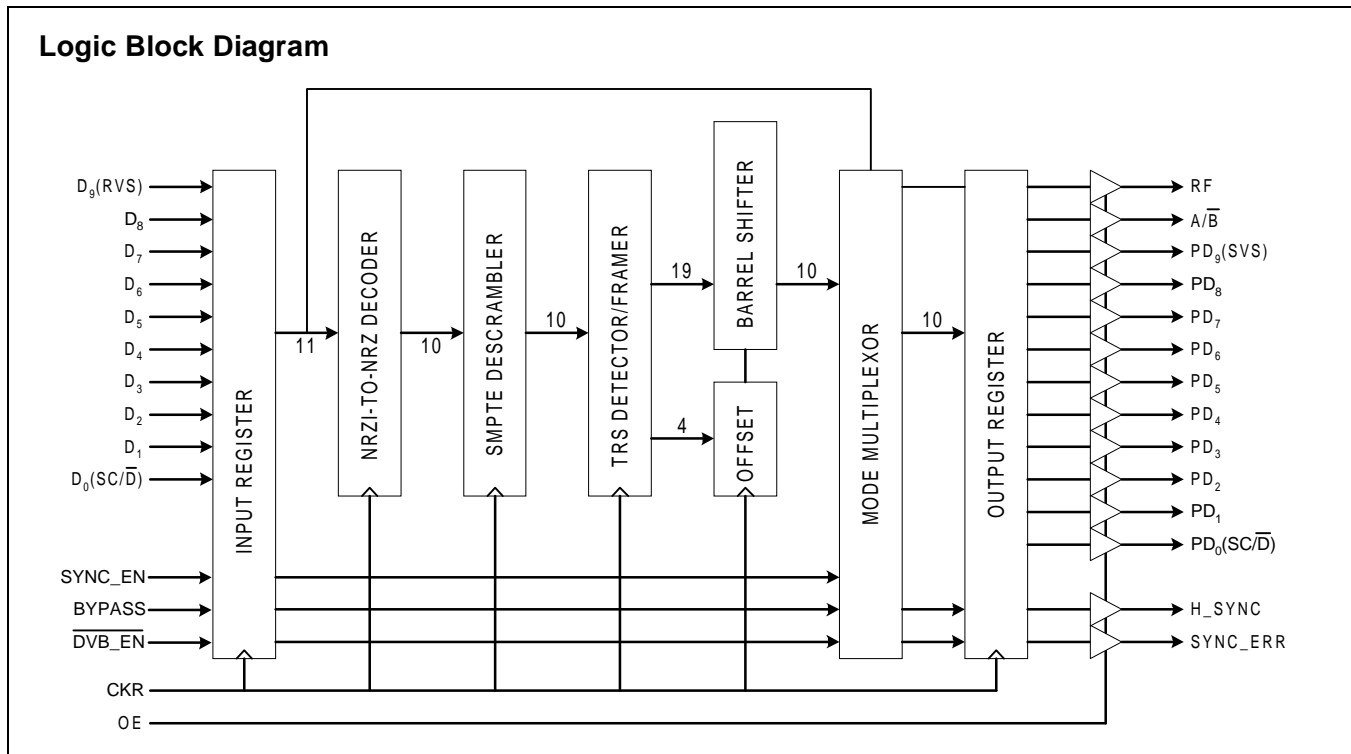 Logic Block Diagram
D9(RVS)
D8
D7
D6
D5
D4
D3
D2
D1
D0(SC/D̅)
SYNC_EN
BYPASS
D̅V̅B̅_̅E̅N̅
CKR
OE
INPUT REGISTER
11
NRZI-TO-NRZ DECODER
10
SMPTE DESCRAMBLER
10
TRS DETECTOR/FRAMER
19
4
BARREL SHIFTER
OFFSET
10
MODE MULTIPLEXOR
10
OUTPUT REGISTER
RF
A/B̅
PD9(SVS)
PD8
PD7
PD6
PD5
PD4
PD3
PD2
PD1
PD0(SC/D̅)
H_SYNC
SYNC_ERR